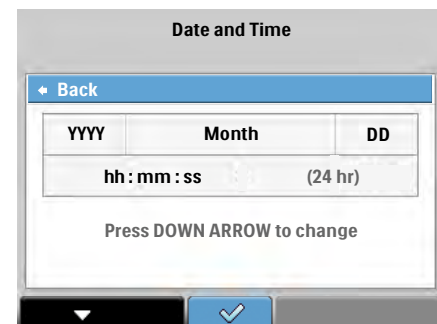 Date and Time
Back
YYYY Month DD
hh : mm : ss (24 hr)
Press DOWN ARROW to change